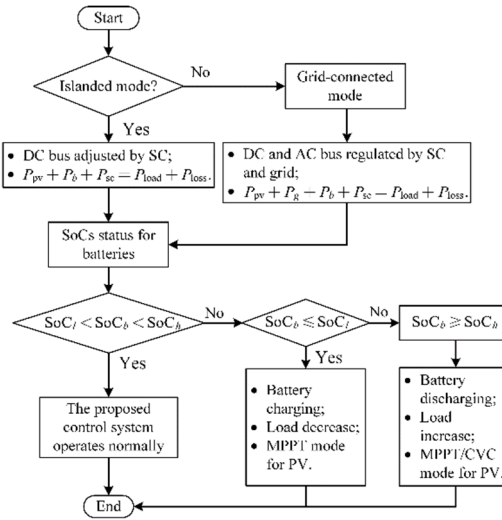 Start
Islanded mode?
No
Grid-connected
mode
Yes
• DC bus adjusted by SC;
• P_pv + P_b + P_sc = P_load + P_loss.
• DC and AC bus regulated by SC
and grid;
• P_pv + P_g + P_b + P_sc = P_load + P_loss.
SoCs status for
batteries
SoC_l < SoC_b < SoC_h
No
SoC_b ⩽ SoC_l
No
SoC_b ⩾ SoC_h
Yes
Yes
The proposed
control system
operates normally
• Battery
charging;
• Load decrease;
• MPPT mode
for PV.
• Battery
discharging;
• Load
increase;
• MPPT/CVC
mode for PV.
End